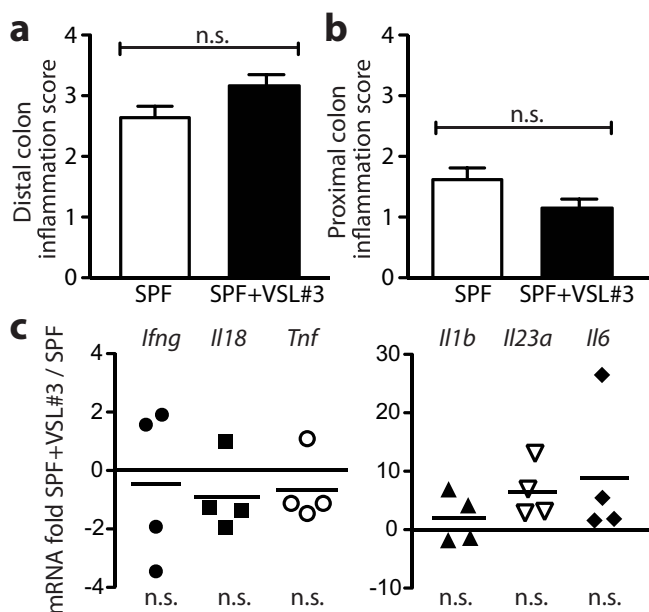 a
n.s.
Distal colon
inflammation score
4
3
2
1
0
SPF SPF+VSL#3
b
n.s.
Proximal colon
inflammation score
4
3
2
1
0
SPF SPF+VSL#3
c
mRNA fold SPF+VSL#3 / SPF
Ifng Il18 Tnf
4
2
0
-2
-4
n.s. n.s. n.s.
Il1b Il23a Il6
30
20
10
0
-10
n.s. n.s. n.s.